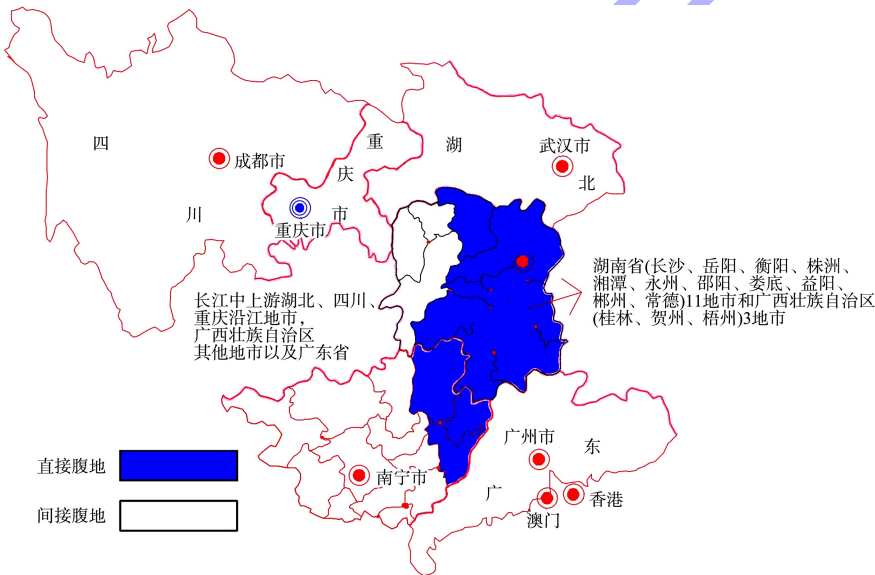 四
川
成都市
重
庆
市
重庆市
湖
北
武汉市
湖南省(长沙、岳阳、衡阳、株洲、
湘潭、永州、邵阳、娄底、益阳、
郴州、常德)11地市和广西壮族自治区
(桂林、贺州、梧州)3地市
长江中上游湖北、四川、
重庆沿江地市，
广西壮族自治区
其他地市以及广东省
广州市
东
广
南宁市
香港
澳门
直接腹地
间接腹地